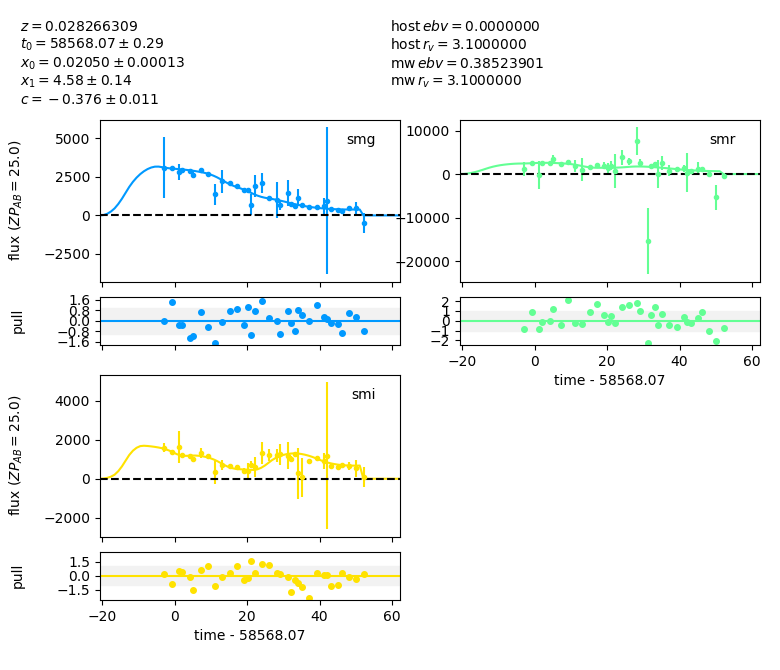 z = 0.028266309
t₀ = 58568.07 ± 0.29
x₀ = 0.02050 ± 0.00013
x₁ = 4.58 ± 0.14
c = −0.376 ± 0.011
host ebv = 0.0000000
host r_v = 3.1000000
mw ebv = 0.38523901
mw r_v = 3.1000000
smg
5000
2500
0
−2500
flux (ZP_AB = 25.0)
smr
10000
0
−10000
−20000
1.6
0.8
0.0
−0.8
−1.6
pull
2
1
0
−1
−2
−20 0 20 40 60
time - 58568.07
smi
4000
2000
0
−2000
flux (ZP_AB = 25.0)
1.5
0.0
−1.5
pull
−20 0 20 40 60
time - 58568.07